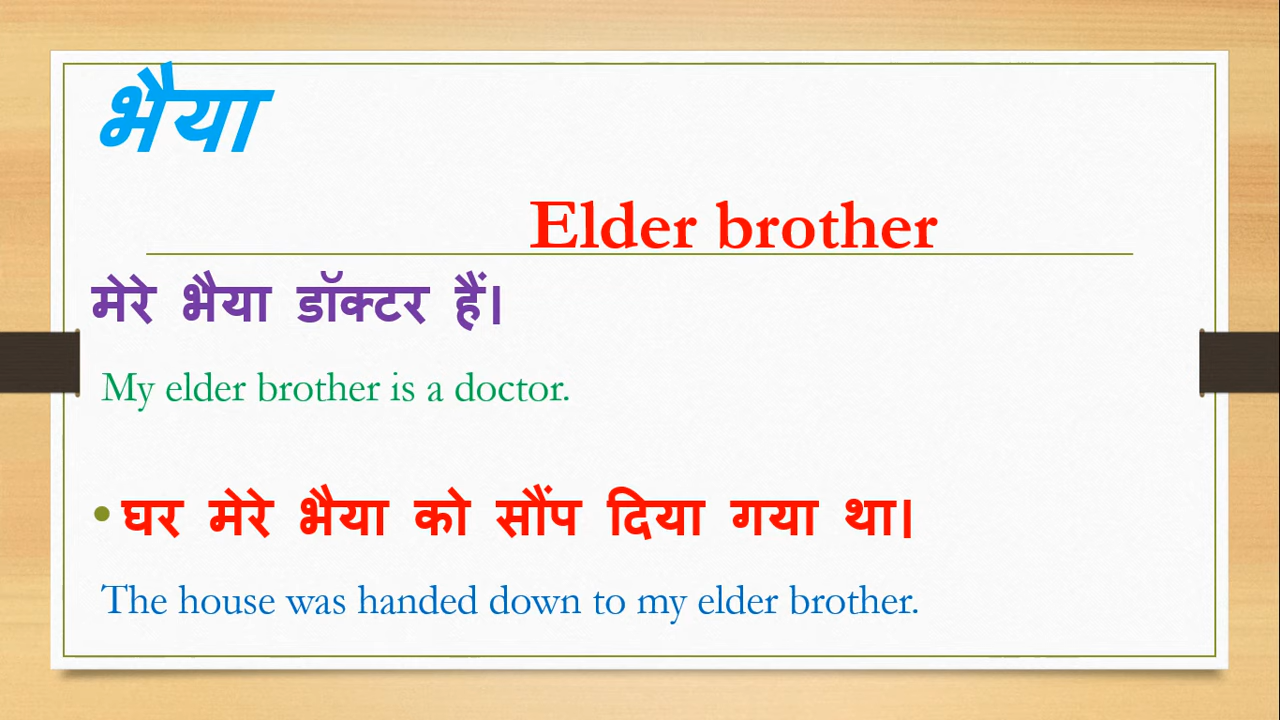 भैया
Elder brother
मेरे भैया डॉक्टर हैं।
My elder brother is a doctor.
• घर मेरे भैया को सौंप दिया गया था।
The house was handed down to my elder brother.